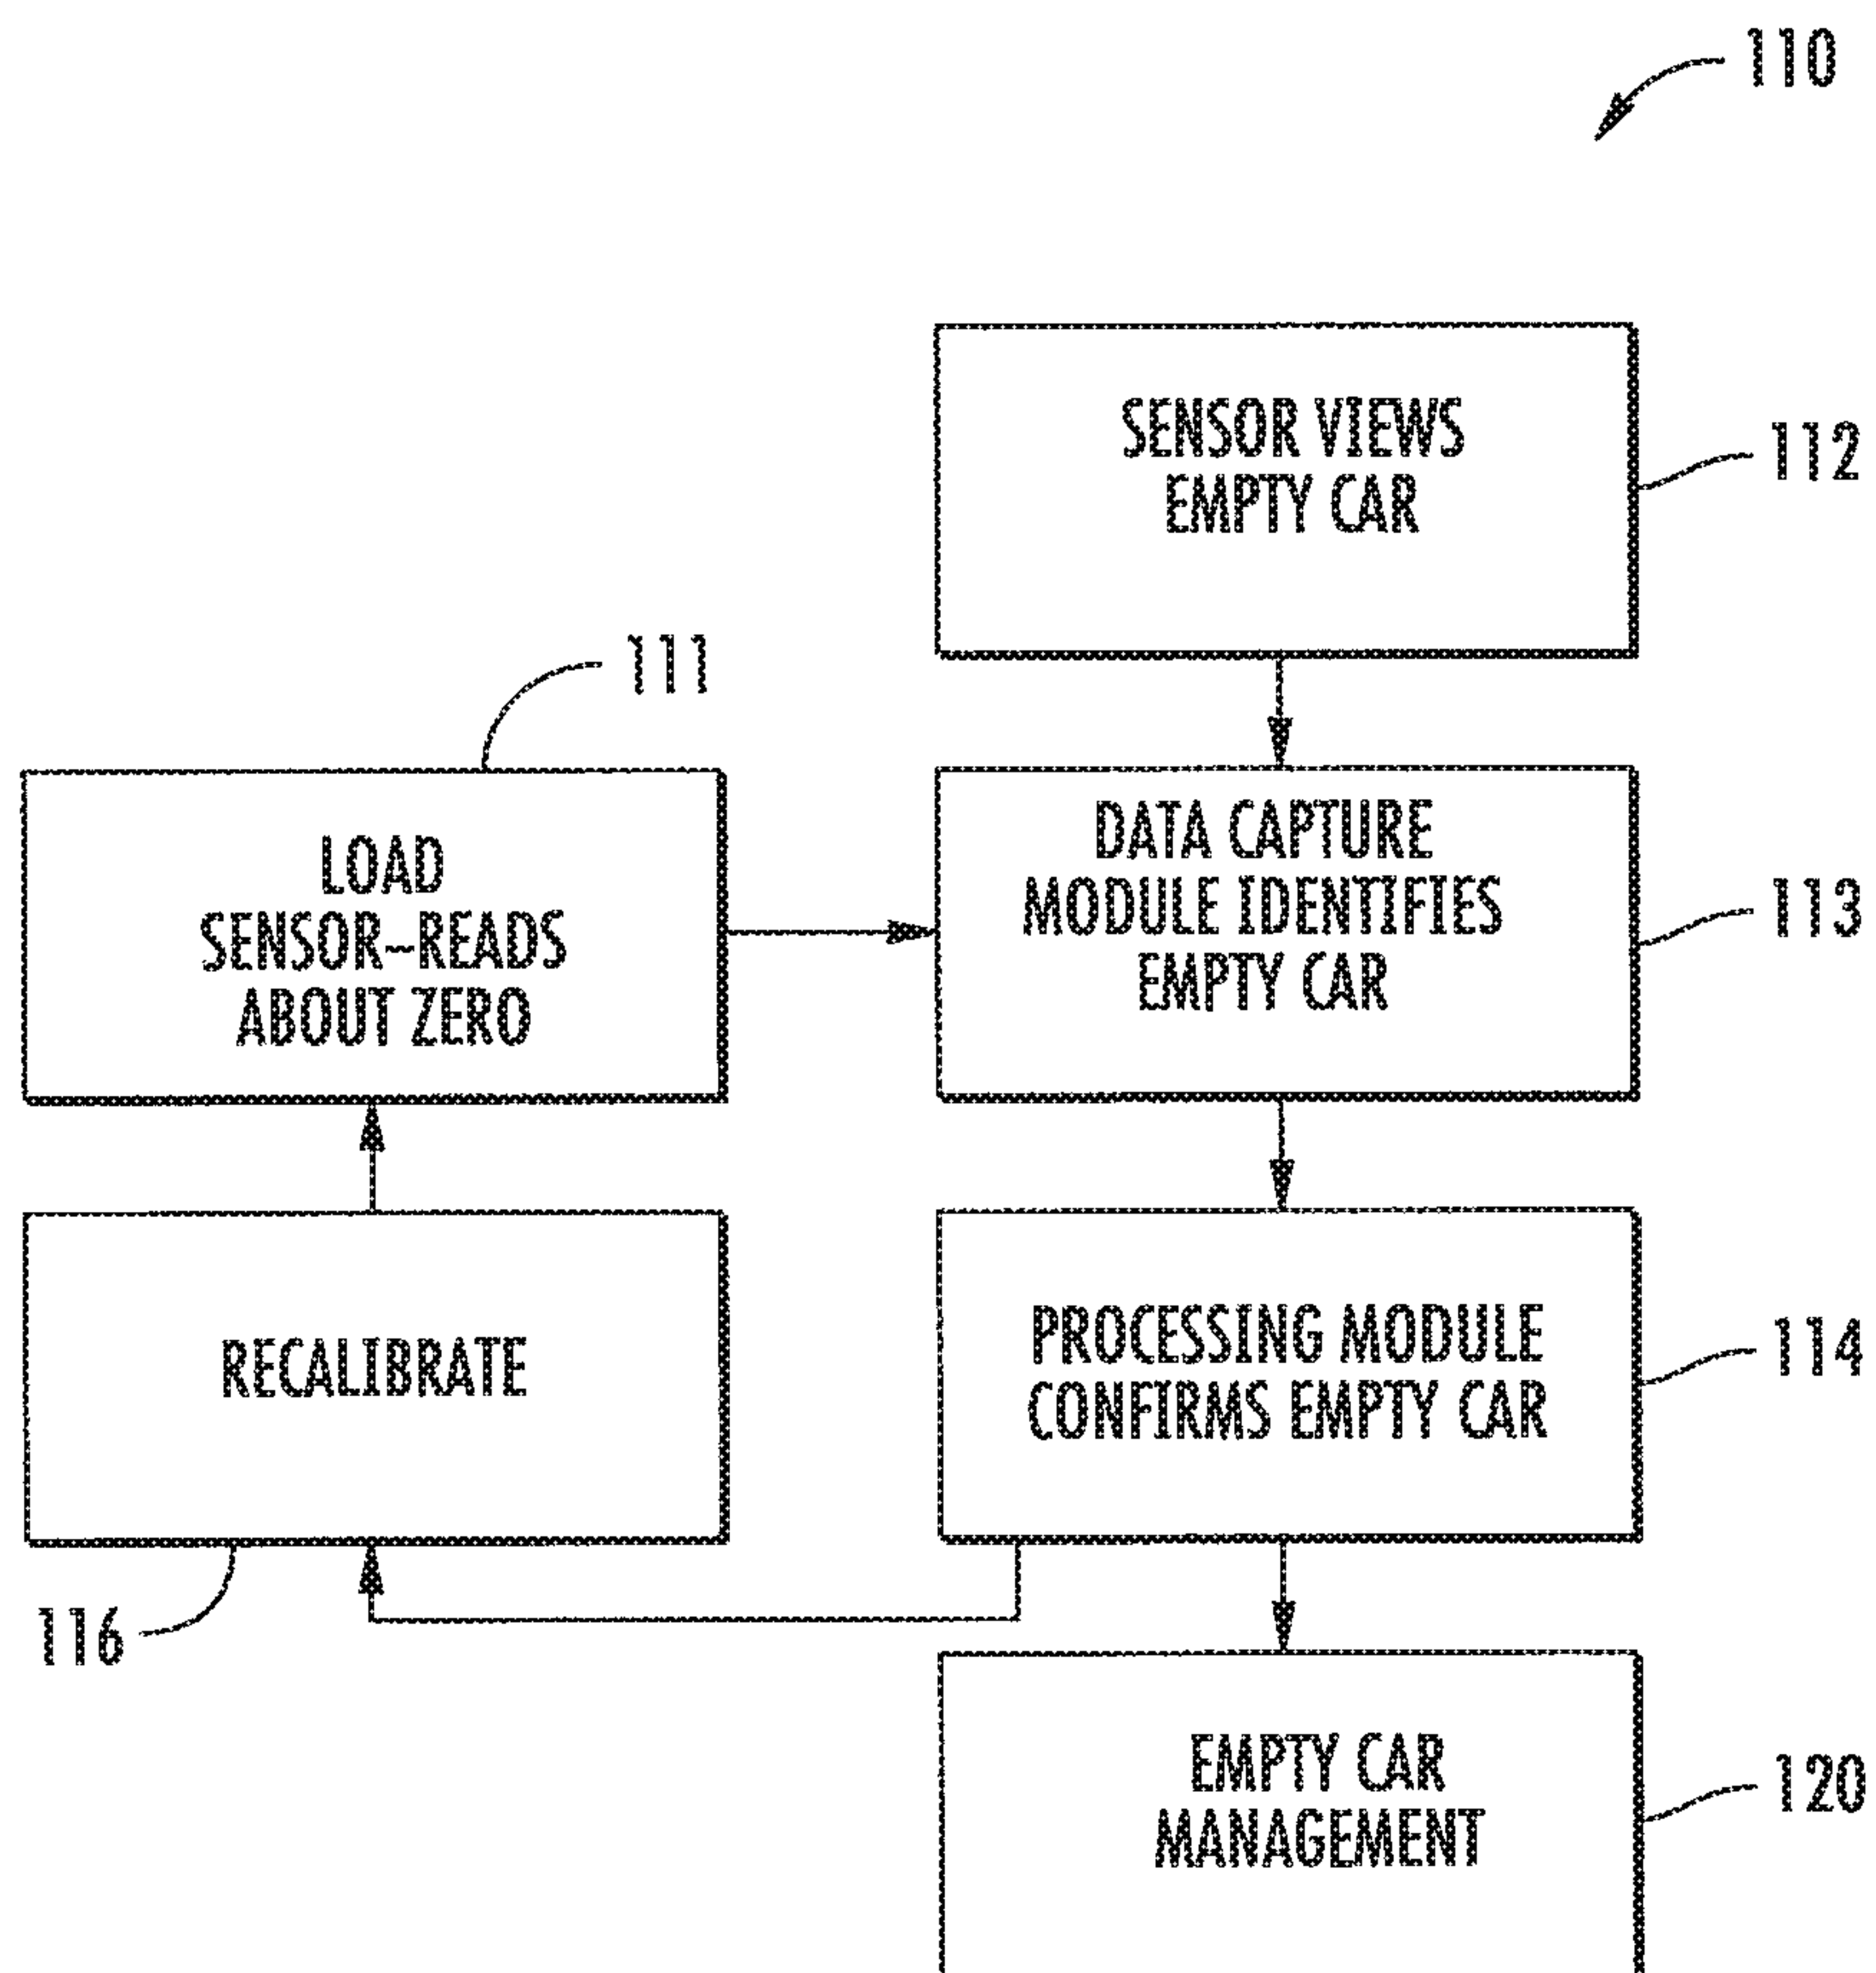 110
SENSOR VIEWS
EMPTY CAR
112
111
LOAD
SENSOR-READS
ABOUT ZERO
DATA CAPTURE
MODULE IDENTIFIES
EMPTY CAR
113
RECALIBRATE
116
PROCESSING MODULE
CONFIRMS EMPTY CAR
114
EMPTY CAR
MANAGEMENT
120